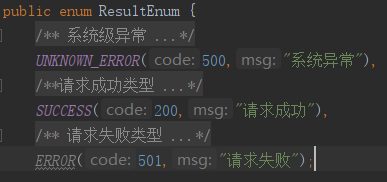 public enum ResultEnum {
/** 系统级异常 ...*/
UNKNOWN_ERROR( code: 500, msg: "系统异常"),
/**请求成功类型 ...*/
SUCCESS( code: 200, msg: "请求成功"),
/** 请求失败类型 ...*/
ERROR( code: 501, msg: "请求失败");